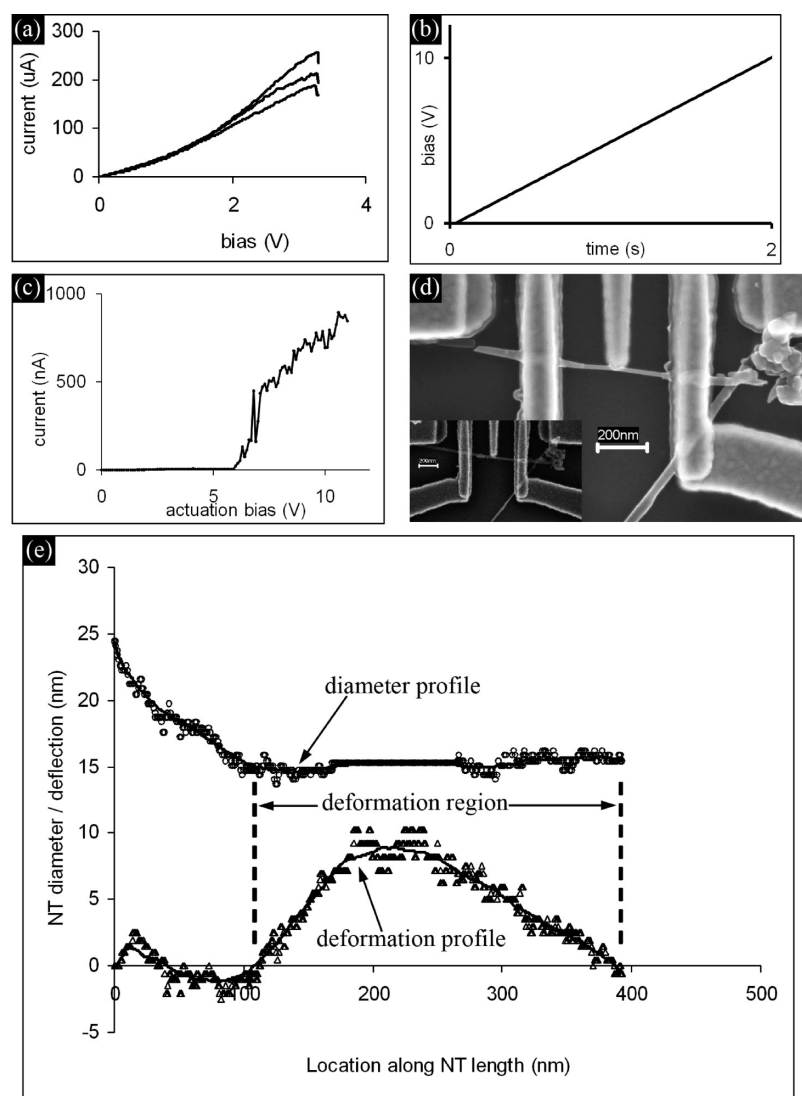 (a)
300
200
100
0
current (uA)
0 2 4
bias (V)
(b)
10
0
bias (V)
0 2
time (s)
(c)
1000
500
0
current (nA)
0 5 10
actuation bias (V)
(d)
200nm
200nm
(e)
30
25
20
15
10
5
0
-5
NT diameter / deflection (nm)
diameter profile
deformation region
deformation profile
0 100 200 300 400 500
Location along NT length (nm)